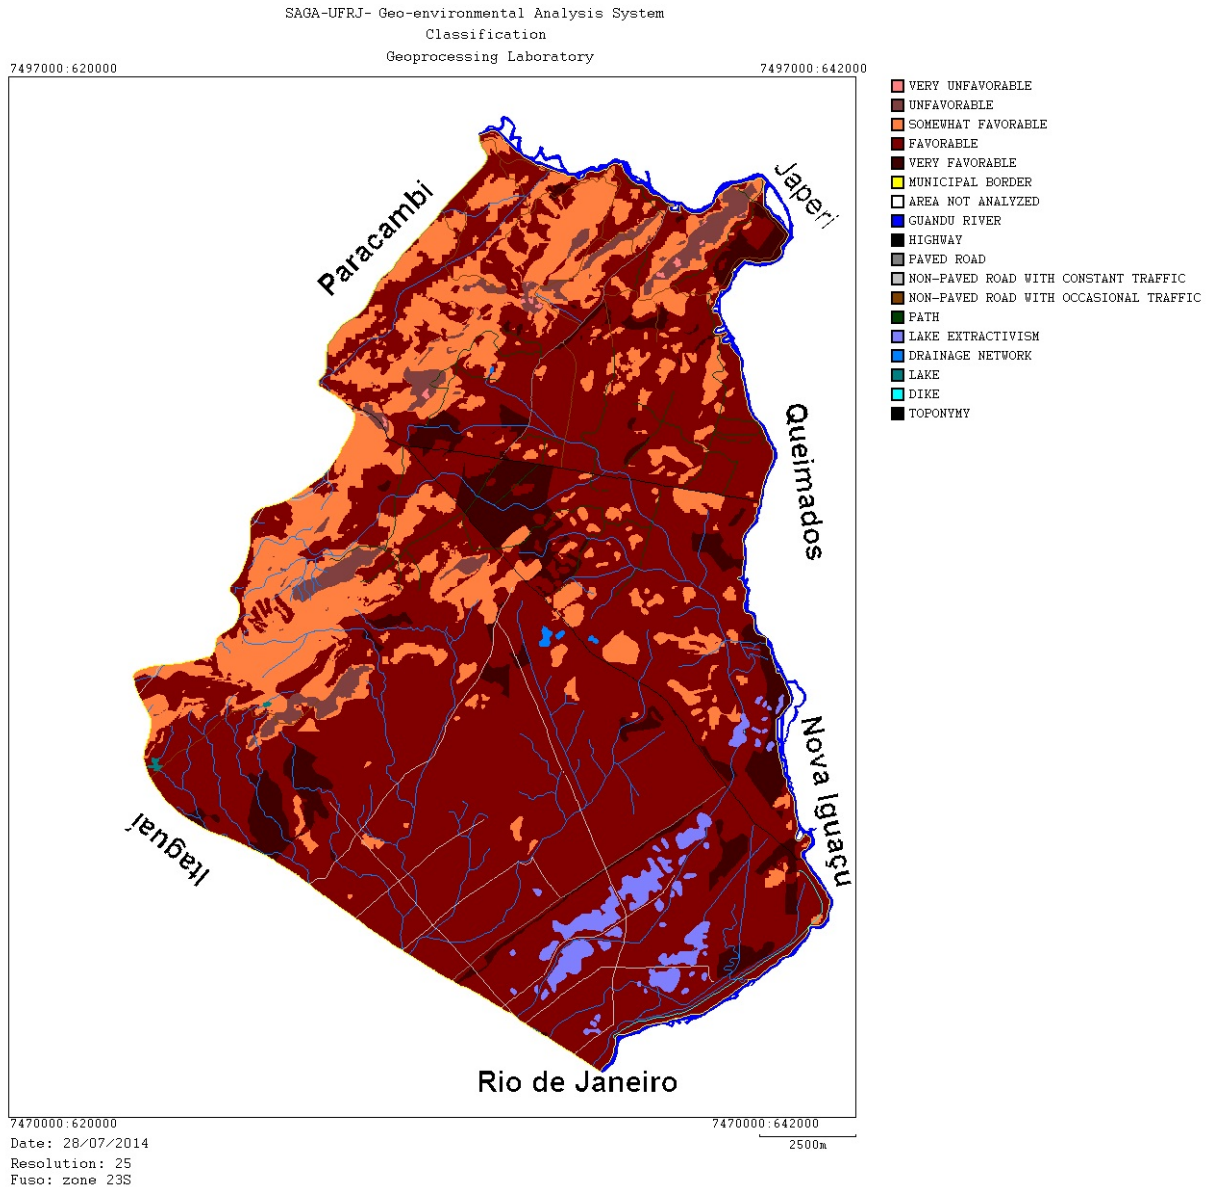 SAGA-UFRJ- Geo-environmental Analysis System
Classification
Geoprocessing Laboratory
7497000:620000
7497000:642000
VERY UNFAVORABLE
UNFAVORABLE
SOMEWHAT FAVORABLE
FAVORABLE
VERY FAVORABLE
MUNICIPAL BORDER
AREA NOT ANALYZED
GUANDU RIVER
HIGHWAY
PAVED ROAD
NON-PAVED ROAD WITH CONSTANT TRAFFIC
NON-PAVED ROAD WITH OCCASIONAL TRAFFIC
PATH
LAKE EXTRACTIVISM
DRAINAGE NETWORK
LAKE
DIKE
TOPONYMY
Japeri
Paracambi
Queimados
Nova Iguaçu
Itaguaí
Rio de Janeiro
7470000:620000
7470000:642000
2500m
Date: 28/07/2014
Resolution: 25
Fuso: zone 23S